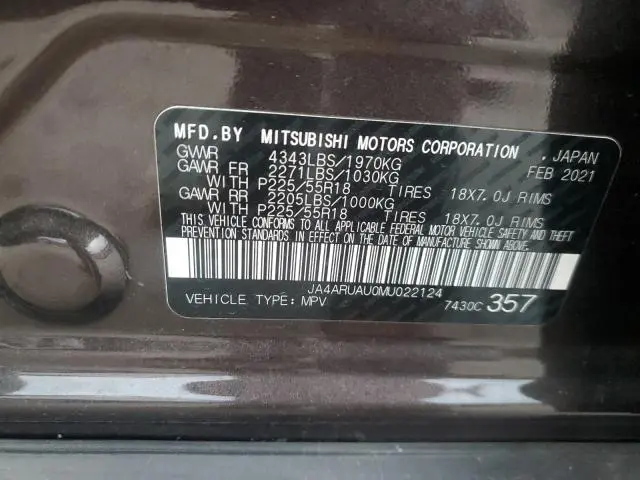 MFD.BY MITSUBISHI MOTORS CORPORATION . JAPAN
GVWR 4343LBS/1970KG FEB 2021
GAWR FR 2271LBS/1030KG
WITH P225/55R18 TIRES 18X7.0J RIMS
GAWR RR 2205LBS/1000KG
WITH P225/55R18 TIRES 18X7.0J RIMS
THIS VEHICLE CONFORMS TO ALL APPLICABLE FEDERAL MOTOR VEHICLE SAFETY AND THEFT
PREVENTION STANDARDS IN EFFECT ON THE DATE OF MANUFACTURE SHOWN ABOVE.
JA4ARUAU0MU022124
VEHICLE TYPE: MPV 7430C 357